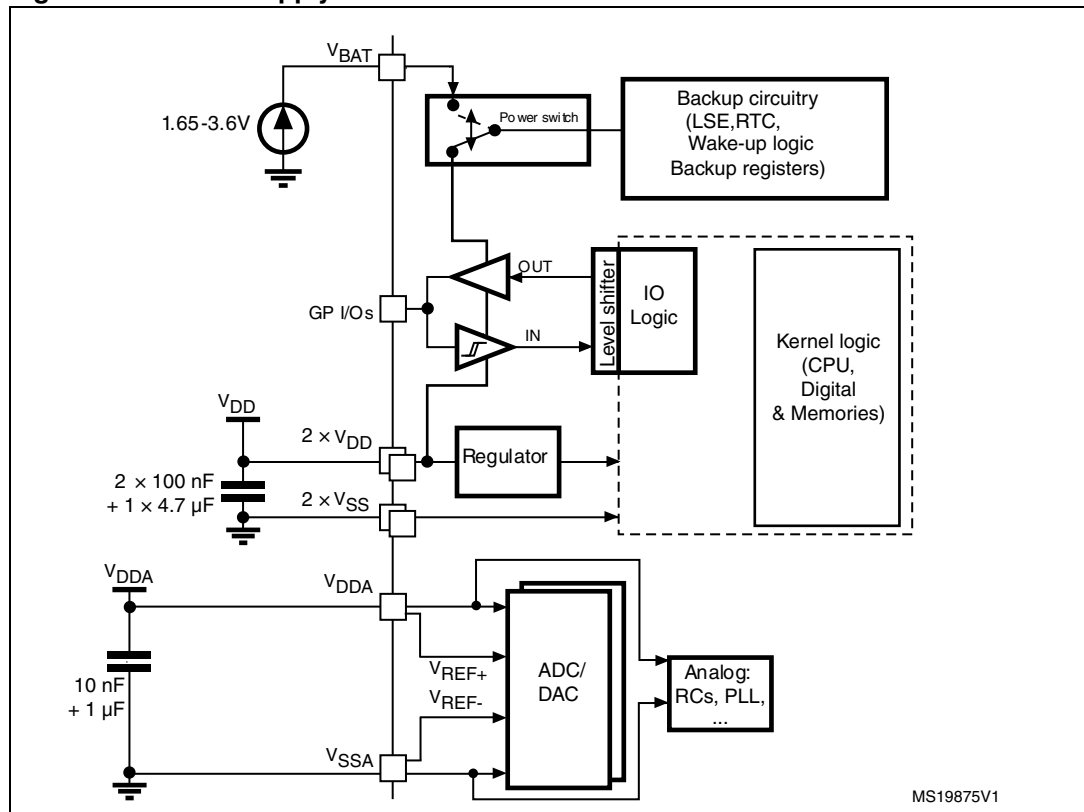 VBAT
1.65-3.6V
Power switch
Backup circuitry
(LSE,RTC,
Wake-up logic
Backup registers)
OUT
GP I/Os
IN
Level shifter
IO
Logic
Kernel logic
(CPU,
Digital
& Memories)
VDD
2 × VDD
Regulator
2 × 100 nF
+ 1 × 4.7 µF
2 × VSS
VDDA
VDDA
10 nF
+ 1 µF
VREF+
VREF-
ADC/
DAC
Analog:
RCs, PLL,
...
VSSA
MS19875V1